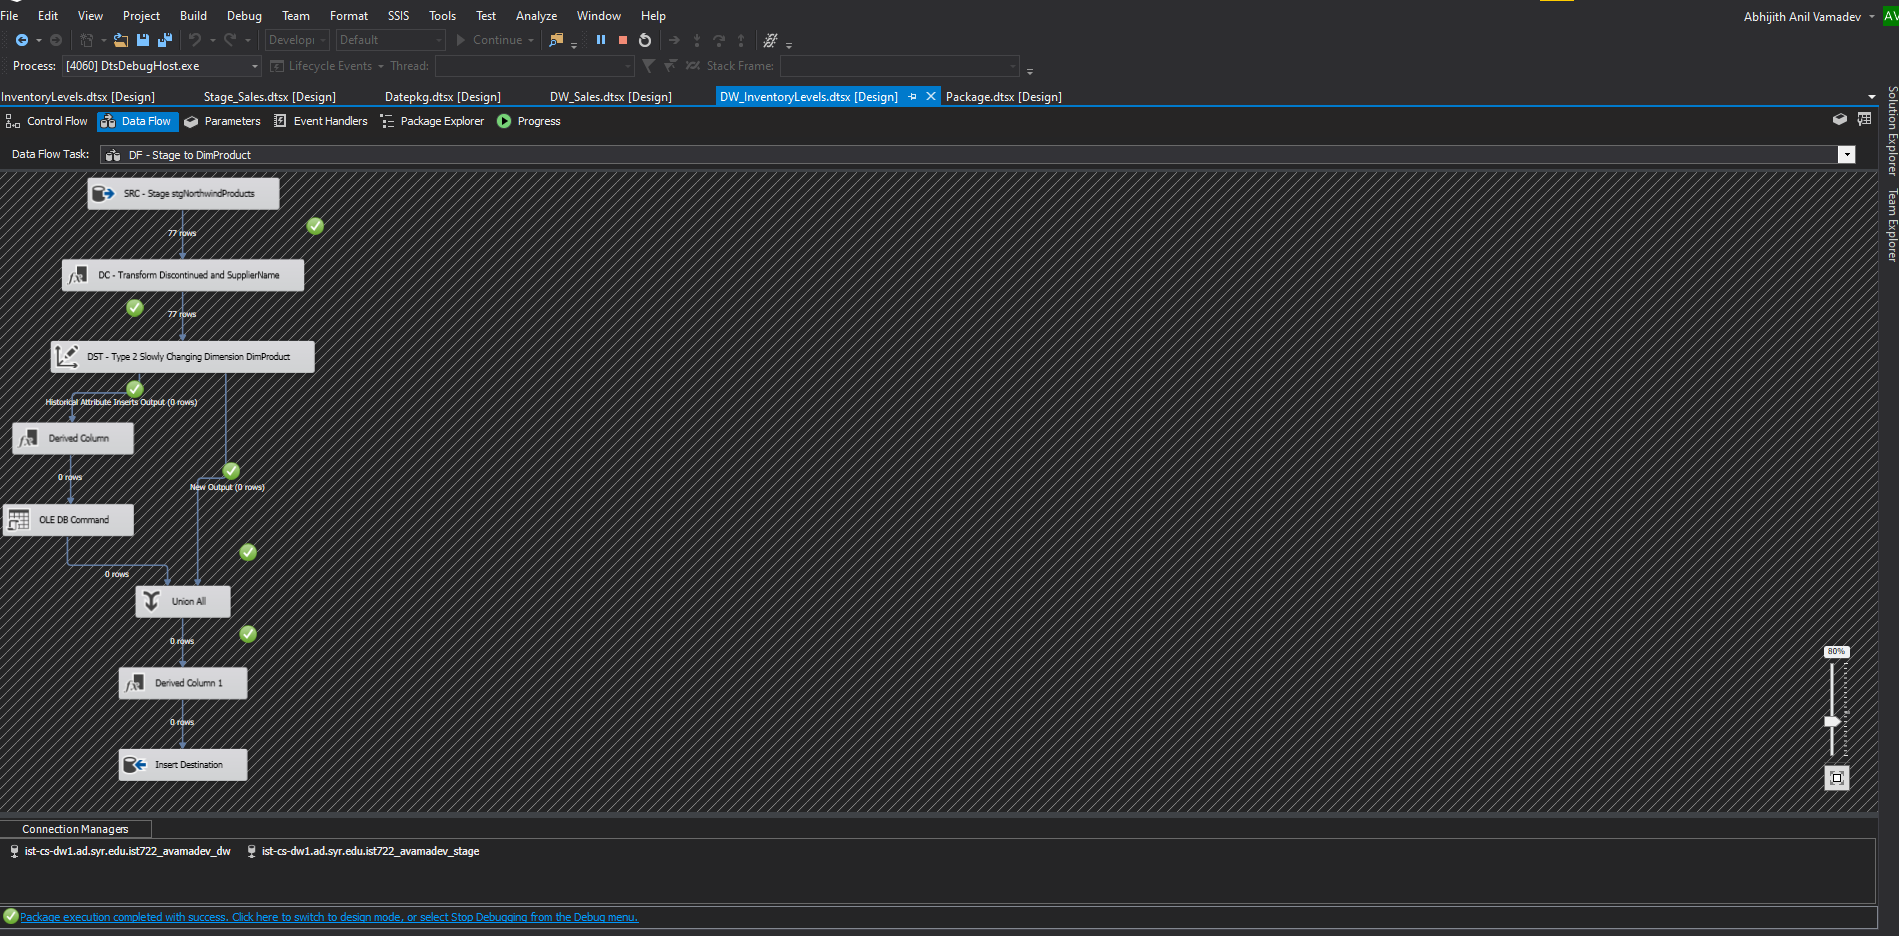 File Edit View Project Build Debug Team Format SSIS Tools Test Analyze Window Help
Abhijith Anil Vamadev AV
Develop Default Continue
Process: [4060] DtsDebugHost.exe Lifecycle Events Thread: Stack Frame:
InventoryLevels.dtsx [Design] Stage_Sales.dtsx [Design] Datepkg.dtsx [Design] DW_Sales.dtsx [Design] DW_InventoryLevels.dtsx [Design] Package.dtsx [Design]
Control Flow Data Flow Parameters Event Handlers Package Explorer Progress
Data Flow Task: DF - Stage to DimProduct
Solution Explorer
Team Explorer
SRC - Stage stgNorthwindProducts
77 rows
DC - Transform Discontinued and SupplierName
77 rows
DST - Type 2 Slowly Changing Dimension DimProduct
Historical Attribute Inserts Output (0 rows)
Derived Column
0 rows
New Output (0 rows)
OLE DB Command
0 rows
Union All
0 rows
Derived Column 1
0 rows
Insert Destination
80%
Connection Managers
ist-cs-dw1.ad.syr.edu.ist722_avamadev_dw ist-cs-dw1.ad.syr.edu.ist722_avamadev_stage
Package execution completed with success. Click here to switch to design mode, or select Stop Debugging from the Debug menu.